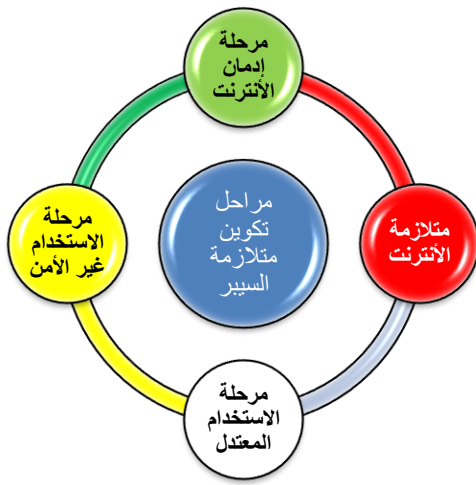 مرحلة
إدمان
الأنترنت
متلازمة
الأنترنت
مراحل
تكوين
متلازمة
السيبر
مرحلة
الاستخدام
غير الأمن
مرحلة
الاستخدام
المعتدل